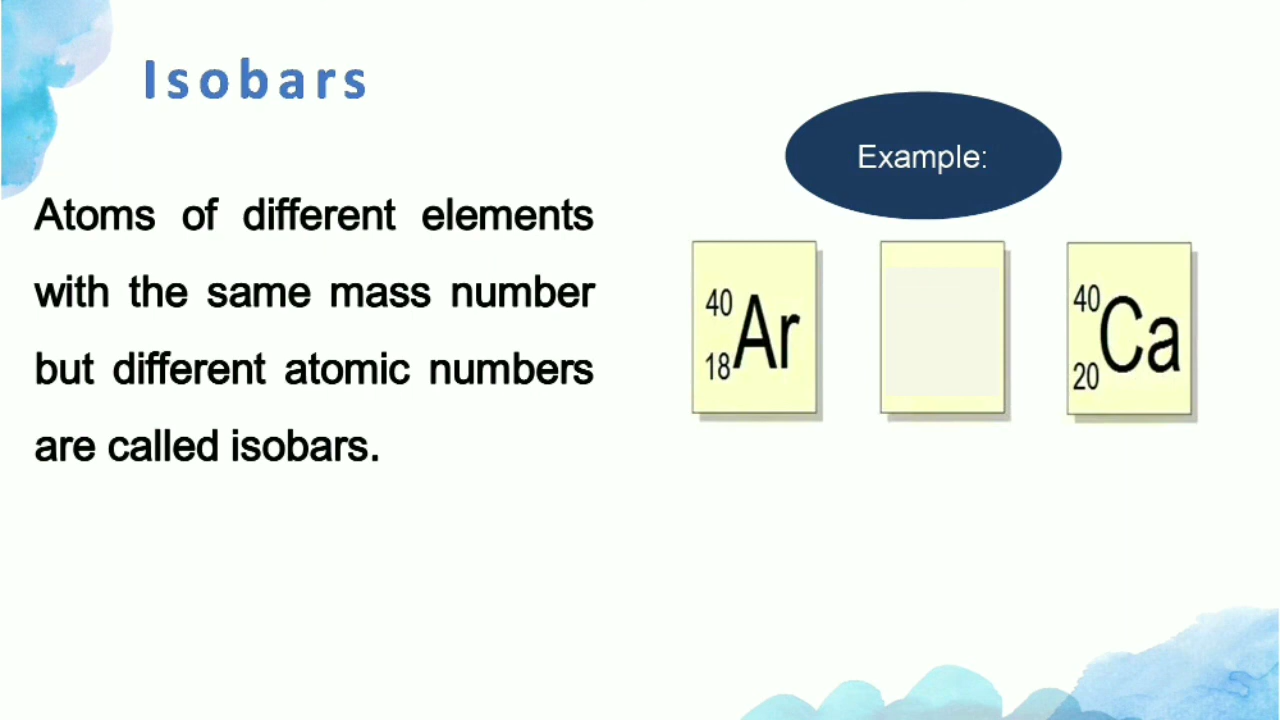 Isobars
Atoms of different elements
with the same mass number
but different atomic numbers
are called isobars.
Example:
40
18 Ar
40
20 Ca